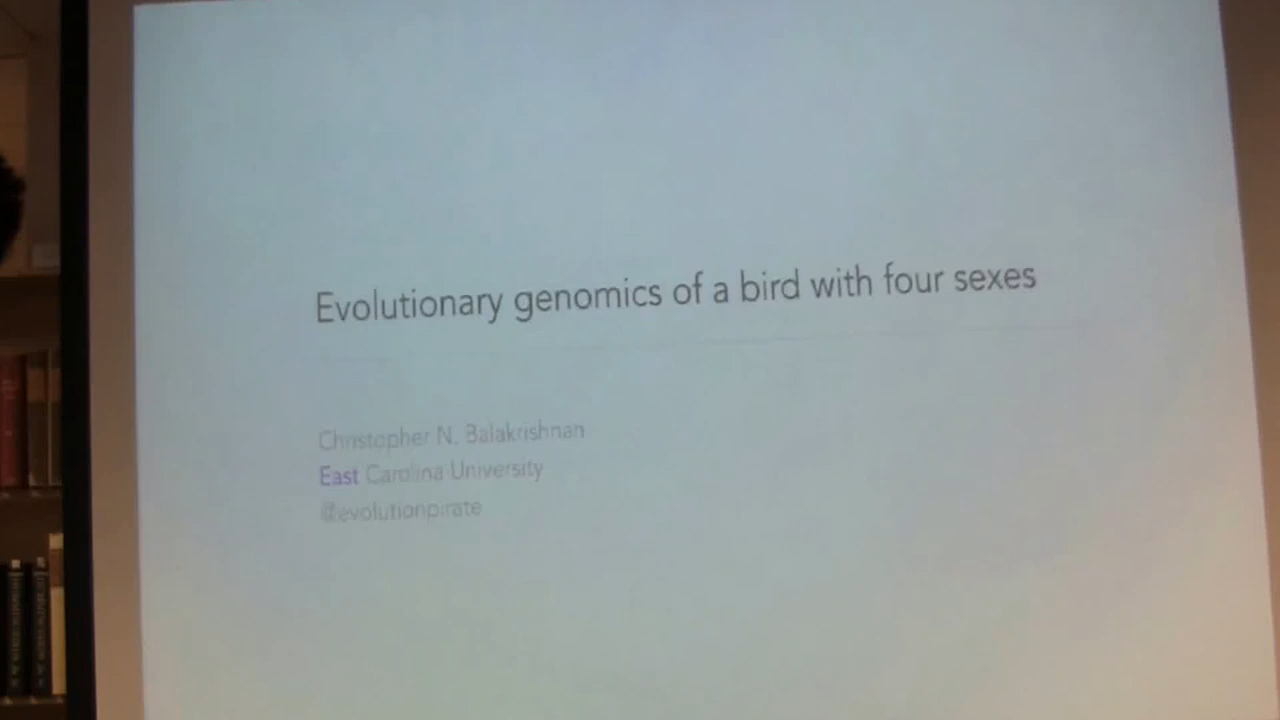 Evolutionary genomics of a bird with four sexes
Christopher N. Balakrishnan
East Carolina University
@evolutionpirate